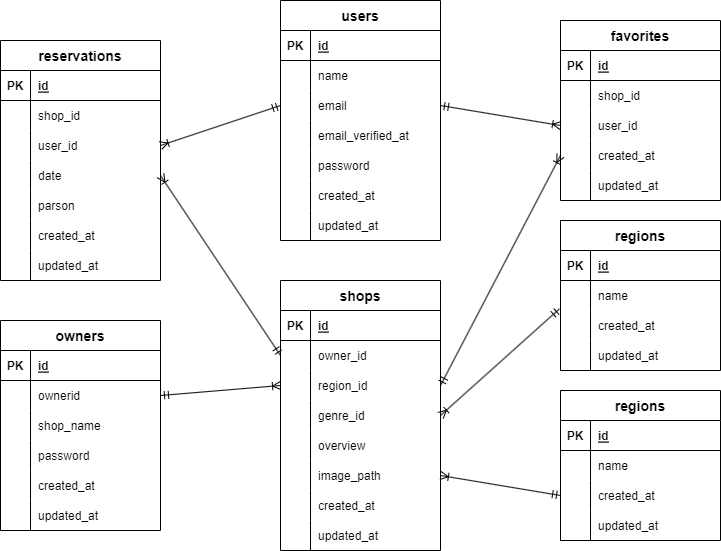 reservations
PK id
shop_id
user_id
date
parson
created_at
updated_at
users
PK id
name
email
email_verified_at
password
created_at
updated_at
favorites
PK id
shop_id
user_id
created_at
updated_at
owners
PK id
ownerid
shop_name
password
created_at
updated_at
shops
PK id
owner_id
region_id
genre_id
overview
image_path
created_at
updated_at
regions
PK id
name
created_at
updated_at
regions
PK id
name
created_at
updated_at